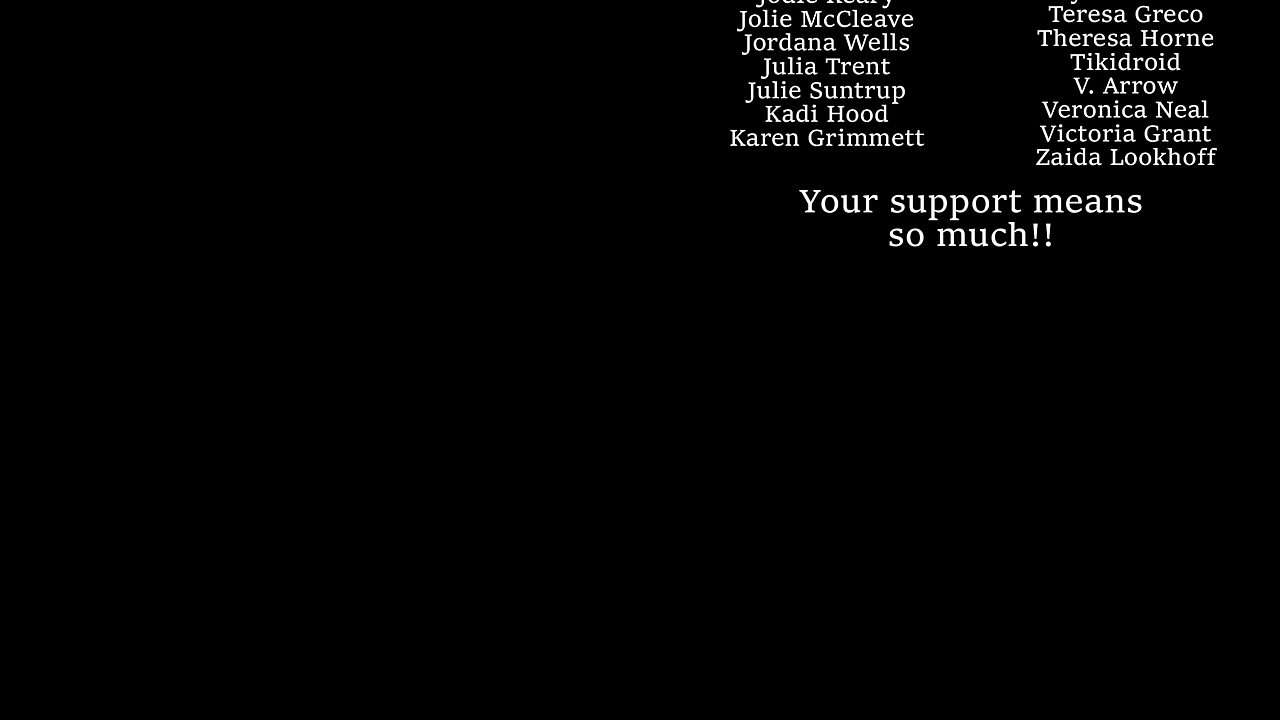 Jolie McCleave
Jordana Wells
Julia Trent
Julie Suntrup
Kadi Hood
Karen Grimmett
Teresa Greco
Theresa Horne
Tikidroid
V. Arrow
Veronica Neal
Victoria Grant
Zaida Lookhoff
Your support means
so much!!